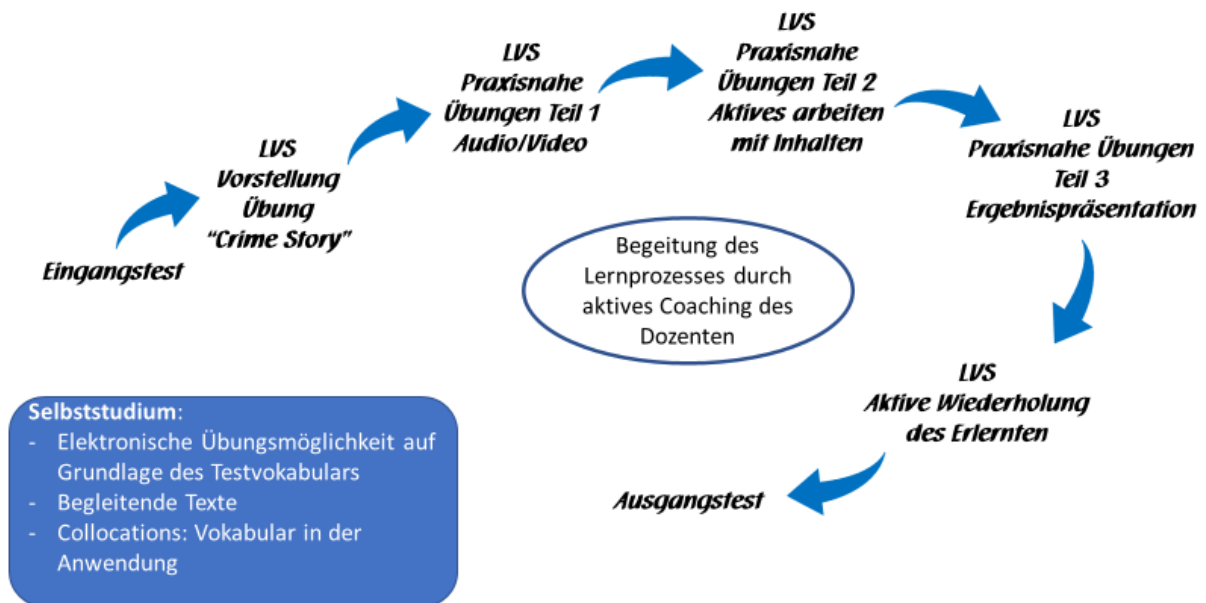 Eingangstest
LVS
Vorstellung
Übung
“Crime Story”
LVS
Praxisnahe
Übungen Teil 1
Audio/Video
LVS
Praxisnahe
Übungen Teil 2
Aktives arbeiten
mit Inhalten
LVS
Praxisnahe Übungen
Teil 3
Ergebnispräsentation
LVS
Aktive Wiederholung
des Erlernten
Ausgangstest
Begeitung des
Lernprozesses durch
aktives Coaching des
Dozenten
Selbststudium:
- Elektronische Übungsmöglichkeit auf
Grundlage des Testvokabulars
- Begleitende Texte
- Collocations: Vokabular in der
Anwendung